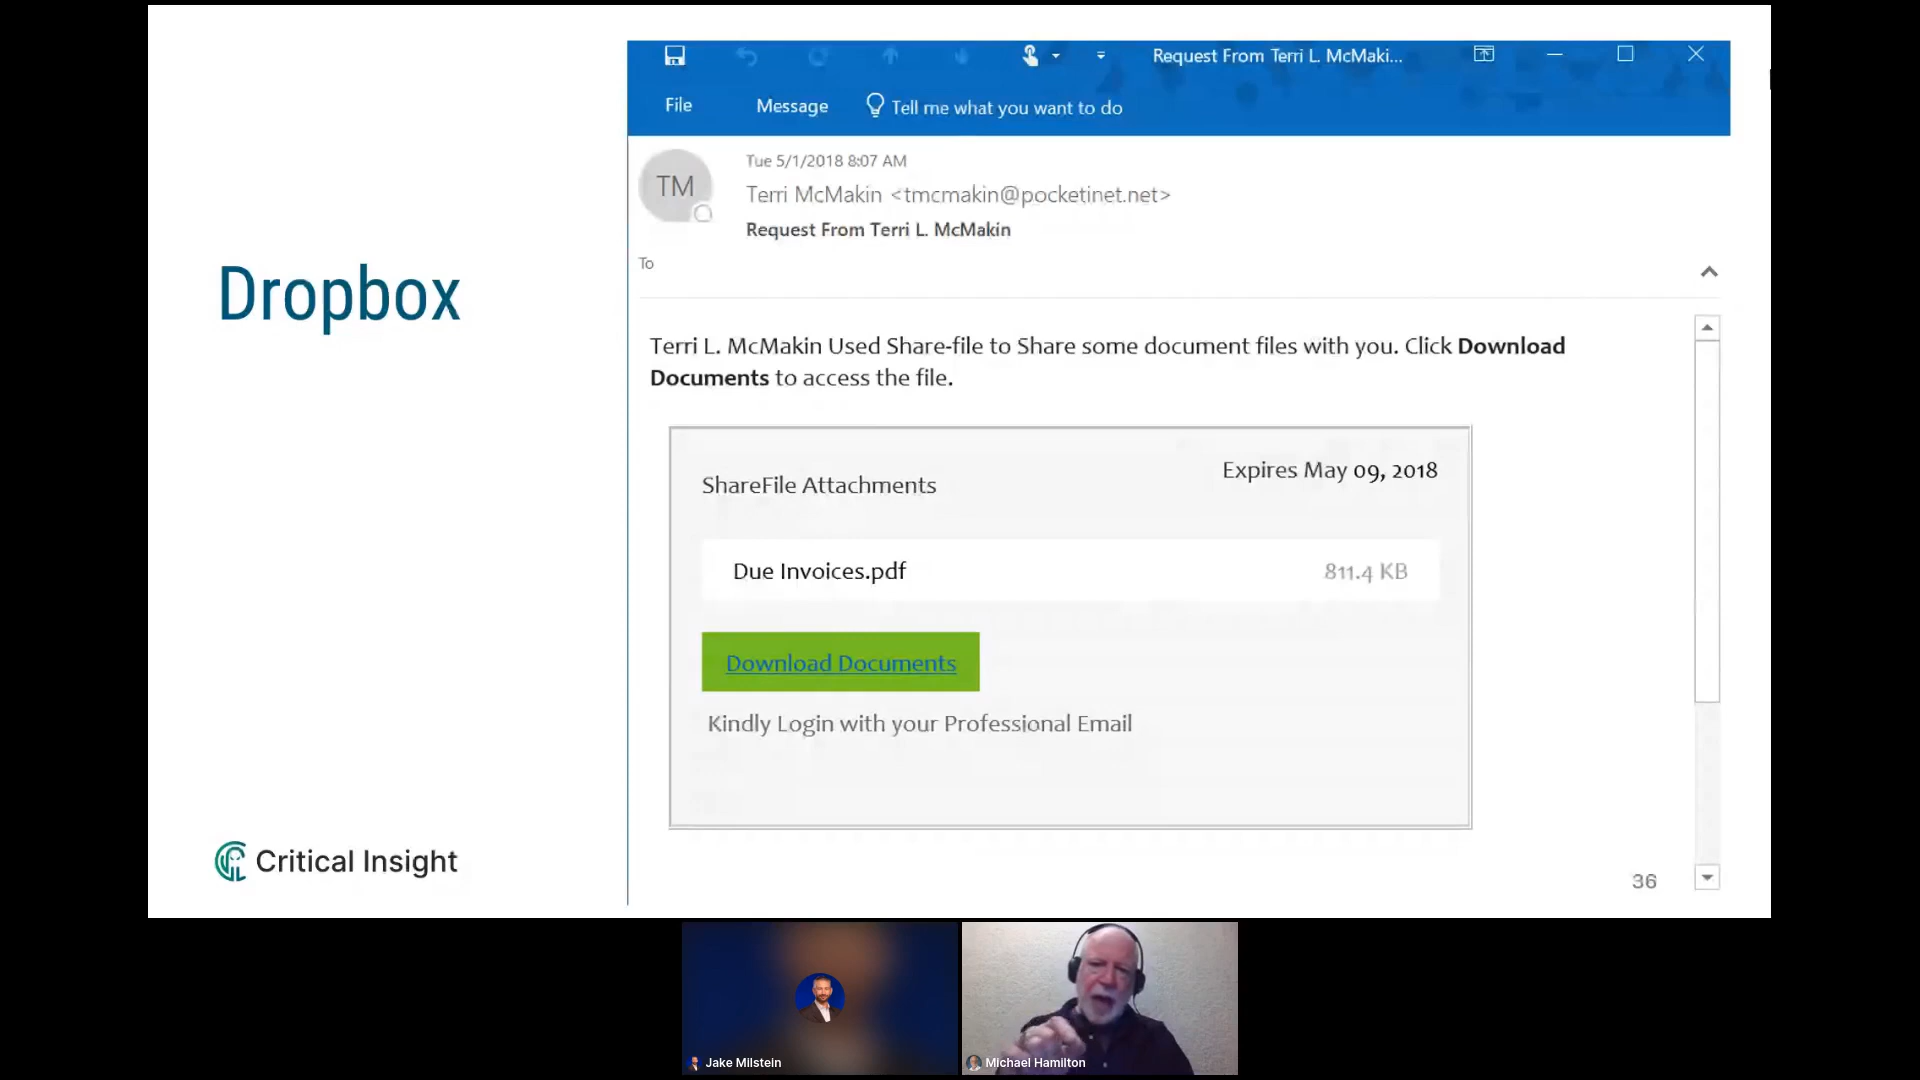 Dropbox
Critical Insight
Request From Terri L. McMaki...
File
Message
Tell me what you want to do
TM
Tue 5/1/2018 8:07 AM
Terri McMakin <tmcmakin@pocketinet.net>
Request From Terri L. McMakin
To
Terri L. McMakin Used Share-file to Share some document files with you. Click Download
Documents to access the file.
ShareFile Attachments
Expires May 09, 2018
Due Invoices.pdf
811.4 KB
Download Documents
Kindly Login with your Professional Email
36
Jake Milstein
Michael Hamilton